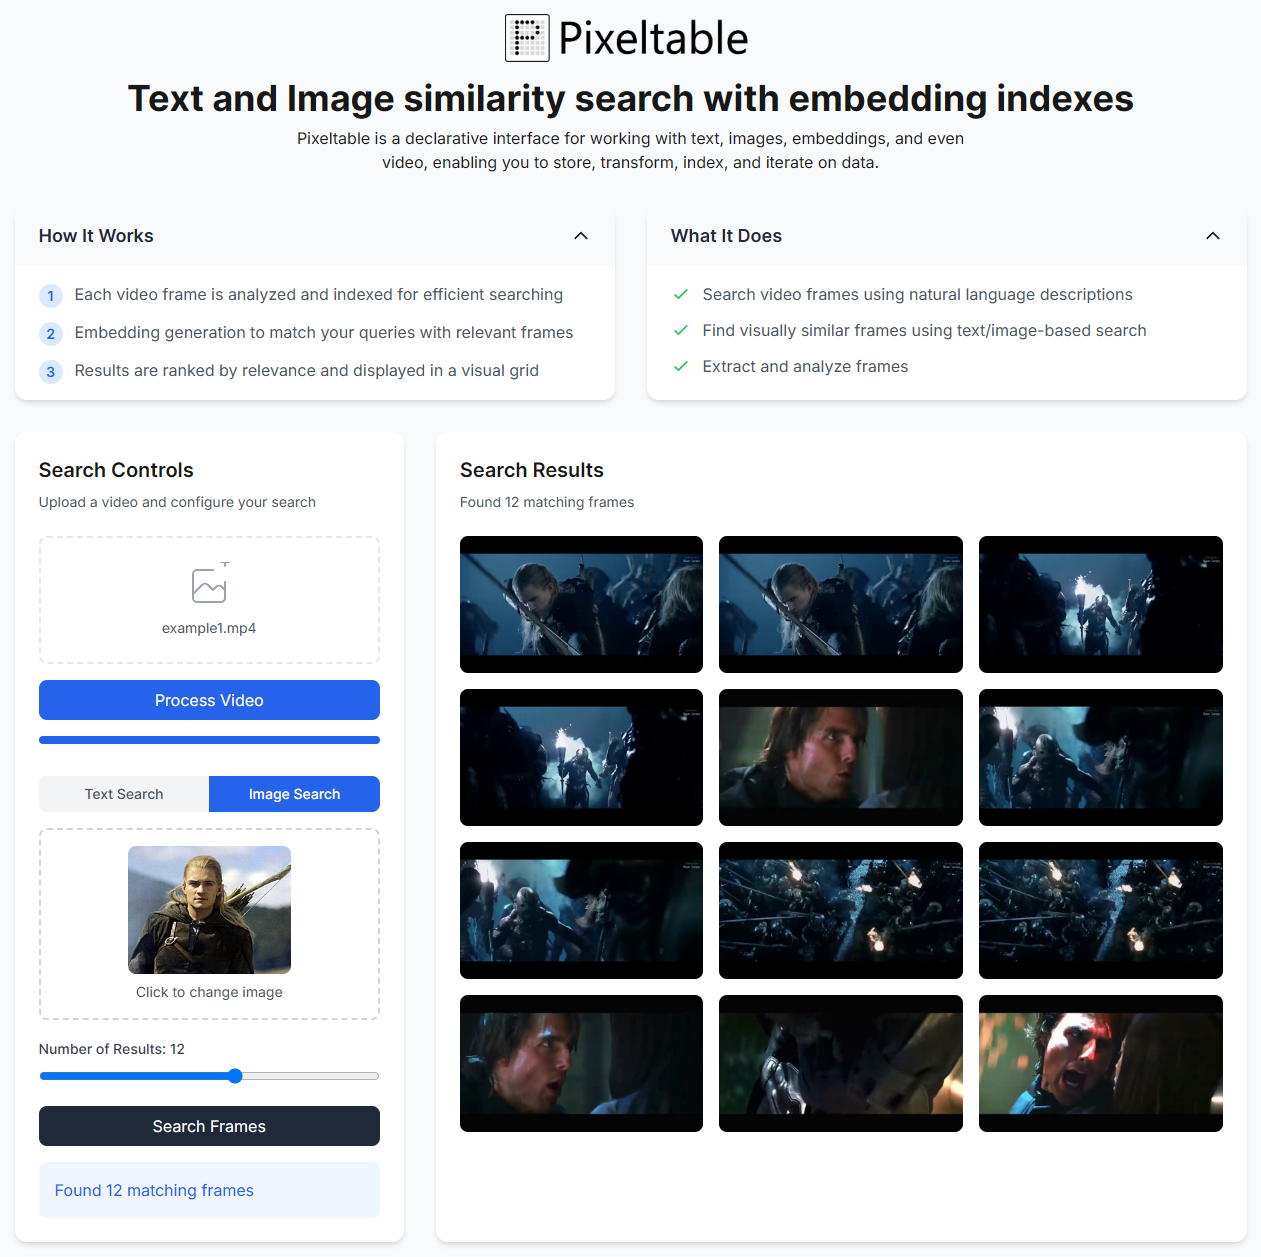 Pixeltable
Text and Image similarity search with embedding indexes
Pixeltable is a declarative interface for working with text, images, embeddings, and even
video, enabling you to store, transform, index, and iterate on data.
How It Works
1 Each video frame is analyzed and indexed for efficient searching
2 Embedding generation to match your queries with relevant frames
3 Results are ranked by relevance and displayed in a visual grid
What It Does
Search video frames using natural language descriptions
Find visually similar frames using text/image-based search
Extract and analyze frames
Search Controls
Upload a video and configure your search
example1.mp4
Process Video
Text Search
Image Search
Click to change image
Number of Results: 12
Search Frames
Found 12 matching frames
Search Results
Found 12 matching frames